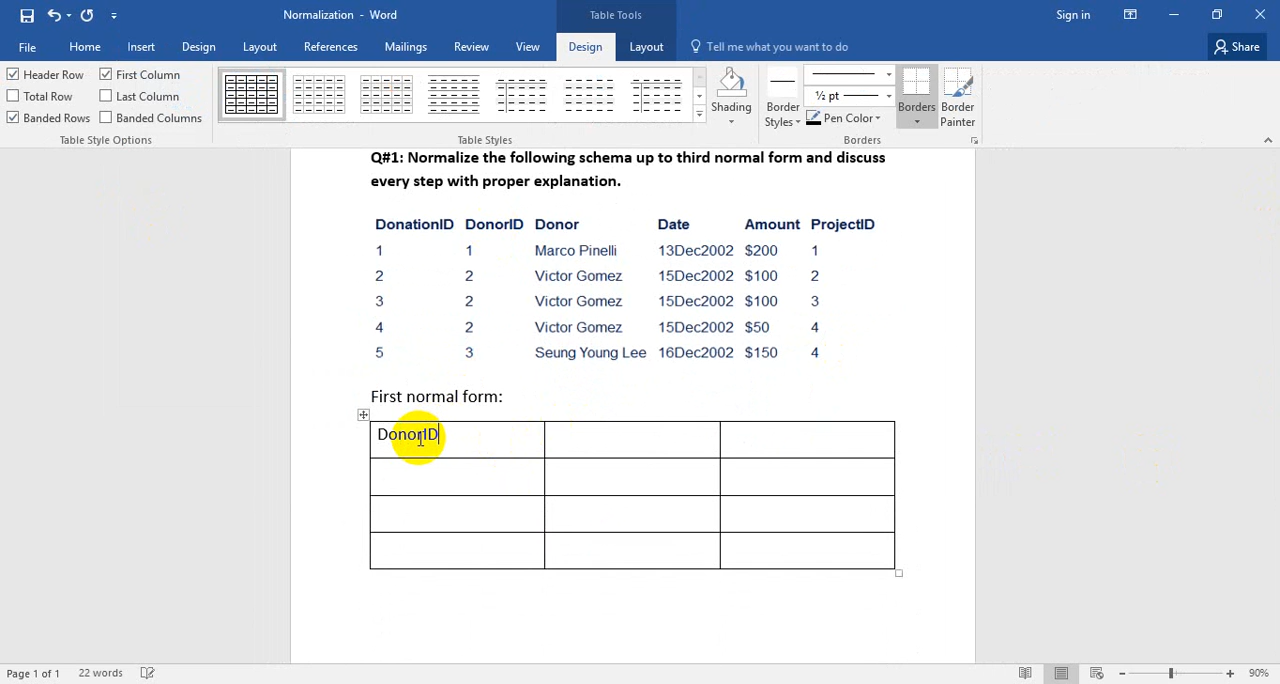 Normalization - Word
Table Tools
Sign in
File Home Insert Design Layout References Mailings Review View Design Layout Tell me what you want to do Share
Header Row First Column
Total Row Last Column
Banded Rows Banded Columns
Table Style Options
Table Styles
Shading
Border Styles
½ pt
Pen Color
Borders
Border Painter
Borders
Q#1: Normalize the following schema up to third normal form and discuss
every step with proper explanation.
DonationID DonorID Donor Date Amount ProjectID
1 1 Marco Pinelli 13Dec2002 $200 1
2 2 Victor Gomez 15Dec2002 $100 2
3 2 Victor Gomez 15Dec2002 $100 3
4 2 Victor Gomez 15Dec2002 $50 4
5 3 Seung Young Lee 16Dec2002 $150 4
First normal form:
DonorID
Page 1 of 1 22 words 90%